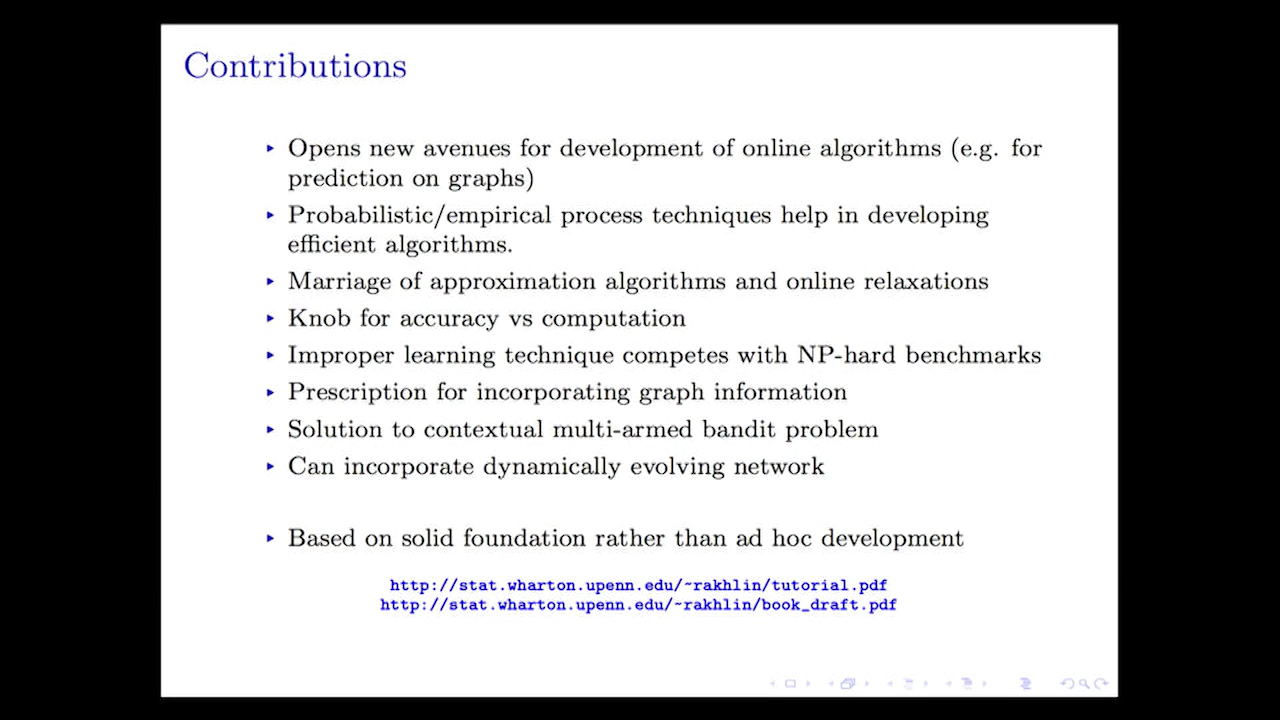 Contributions
‣ Opens new avenues for development of online algorithms (e.g. for
prediction on graphs)
‣ Probabilistic/empirical process techniques help in developing
efficient algorithms.
‣ Marriage of approximation algorithms and online relaxations
‣ Knob for accuracy vs computation
‣ Improper learning technique competes with NP-hard benchmarks
‣ Prescription for incorporating graph information
‣ Solution to contextual multi-armed bandit problem
‣ Can incorporate dynamically evolving network
‣ Based on solid foundation rather than ad hoc development
http://stat.wharton.upenn.edu/~rakhlin/tutorial.pdf
http://stat.wharton.upenn.edu/~rakhlin/book_draft.pdf